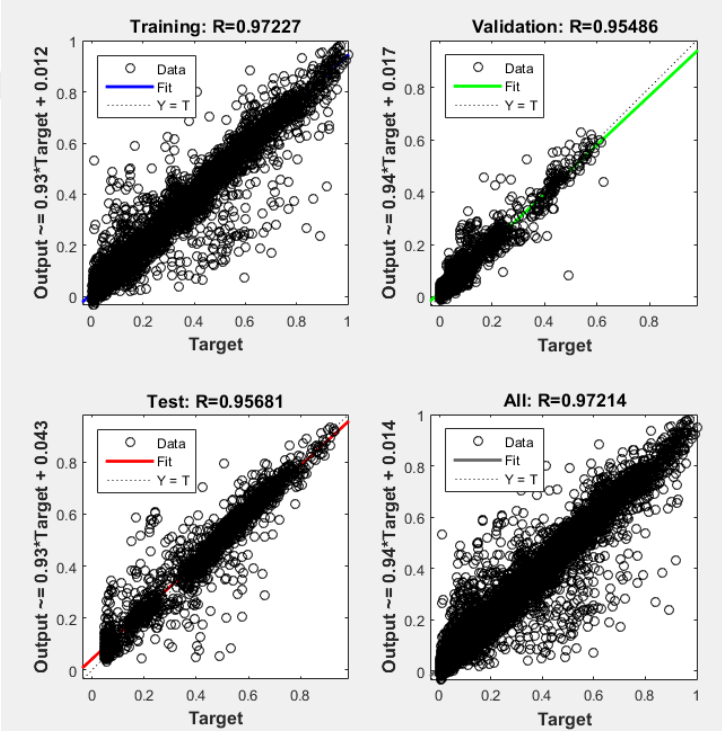 Training: R=0.97227
Output ~= 0.93*Target + 0.012
1
0.8
0.6
0.4
0.2
0
Data
Fit
Y = T
0 0.2 0.4 0.6 0.8 1
Target
Validation: R=0.95486
Output ~= 0.94*Target + 0.017
0.8
0.6
0.4
0.2
0
Data
Fit
Y = T
0 0.2 0.4 0.6 0.8
Target
Test: R=0.95681
Output ~= 0.93*Target + 0.043
0.8
0.6
0.4
0.2
0
Data
Fit
Y = T
0 0.2 0.4 0.6 0.8
Target
All: R=0.97214
Output ~= 0.94*Target + 0.014
1
0.8
0.6
0.4
0.2
0
Data
Fit
Y = T
0 0.2 0.4 0.6 0.8 1
Target